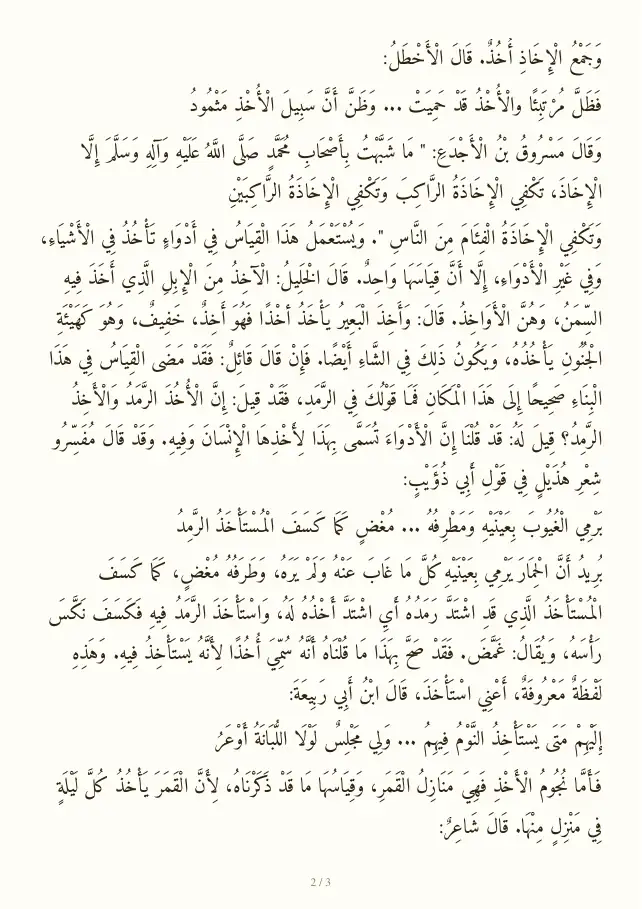 وَجَمْعُ الْإِخَاذِ أُخُذٌ. قَالَ الْأَخْطَلُ:
فَظَلَّ مُرْتَبِئًا والْأُخْذُ قَدْ حَمِيَتْ ... وَظَنَّ أَنَّ سَبِيلَ الْأُخْذِ مَثْمُودُ
وَقَالَ مَسْرُوقُ بْنُ الْأَجْدَعِ: " مَا شَبَّهْتُ بِأَصْحَابِ مُحَمَّدٍ صَلَّى اللَّهُ عَلَيْهِ وَآلِهِ وَسَلَّمَ إِلَّا
الْإِخَاذَ، تَكْفِي الْإِخَاذَةُ الرَّاكِبَ وَتَكْفِي الْإِخَاذَةُ الرَّاكِبَيْنِ
وَتَكْفِي الْإِخَاذَةُ الْفِئَامَ مِنَ النَّاسِ ". وَيُسْتَعْمَلُ هَذَا الْقِيَاسُ فِي أَدْوَاءٍ تَأْخُذُ فِي الْأَشْيَاءِ،
وَفِي غَيْرِ الْأَدْوَاءِ، إِلَّا أَنَّ قِيَاسَهَا وَاحِدٌ. قَالَ الْخَلِيلُ: الْآخِذُ مِنَ الْإِبِلِ الَّذِي أَخَذَ فِيهِ
السِّمَنُ، وَهُنَّ الْأَوَاخِذُ. قَالَ: وَأَخِذَ الْبَعِيرُ يَأْخَذُ أخْذًا فَهُوَ أَخِذٌ، خَفِيفٌ، وَهُوَ كَهَيْئَةِ
الْجُنُونِ يَأْخُذُهُ، وَيَكُونُ ذَلِكَ فِي الشَّاءِ أَيْضًا. فَإِنْ قَالَ قَائِلٌ: فَقَدْ مَضَى الْقِيَاسُ فِي هَذَا
الْبِنَاءِ صَحِيحًا إِلَى هَذَا الْمَكَانِ فَمَا قَوْلُكَ فِي الرَّمَدِ، فَقَدْ قِيلَ: إِنَّ الْأُخُذَ الرَّمَدُ وَالْأَخِذُ
الرَّمِدُ؟ قِيلَ لَهُ: قَدْ قُلْنَا إِنَّ الْأَدْوَاءَ تُسَمَّى بِهَذَا لِأَخْذِهَا الْإِنْسَانَ وَفِيهِ. وَقَدْ قَالَ مُفَسِّرُو
شِعْرِ هُذَيْلٍ فِي قَوْلِ أَبِي ذُؤَيْبٍ:
يَرْمِي الْغُيُوبَ بِعَيْنَيْهِ وَمَطْرِفُهُ ... مُغْضٍ كَمَا كَسَفَ الْمُسْتَأْخَذُ الرَّمِدُ
يُرِيدُ أَنَّ الْحِمَارَ يَرْمِي بِعَيْنَيْهِ كُلَّ مَا غَابَ عَنْهُ وَلَمْ يَرَهُ، وَطَرَفُهُ مُغْضٍ، كَمَا كَسَفَ
الْمُسْتَأْخَذُ الَّذِي قَدِ اشْتَدَّ رَمَدُهُ أَيِ اشْتَدَّ أَخْذُهُ لَهُ، وَاسْتَأْخَذَ الرَّمَدُ فِيهِ فَكَسَفَ نَكَّسَ
رَأْسَهُ، وَيُقَالُ: غَمَّضَ. فَقَدْ صَحَّ بِهَذَا مَا قُلْنَاهُ أَنَّهُ سُمِّيَ أُخُذًا لِأَنَّهُ يَسْتَأْخِذُ فِيهِ. وَهَذِهِ
لَفْظَةٌ مَعْرُوفَةٌ، أَعْنِي اسْتَأْخَذَ، قَالَ ابْنُ أَبِي رَبِيعَةَ:
إِلَيْهِمْ مَتَى يَسْتَأْخِذُ النَّوْمُ فِيهِمُ ... وَلِي مَجْلِسٌ لَوْلَا اللُّبَانَةُ أَوْعَرُ
فَأَمَّا نُجُومُ الْأَخْذِ فَهِيَ مَنَازِلُ الْقَمَرِ، وَقِيَاسُهَا مَا قَدْ ذَكَرْنَاهُ، لِأَنَّ الْقَمَرَ يَأْخُذُ كُلَّ لَيْلَةٍ
فِي مَنْزِلٍ مِنْهَا. قَالَ شَاعِرٌ:
2 / 3